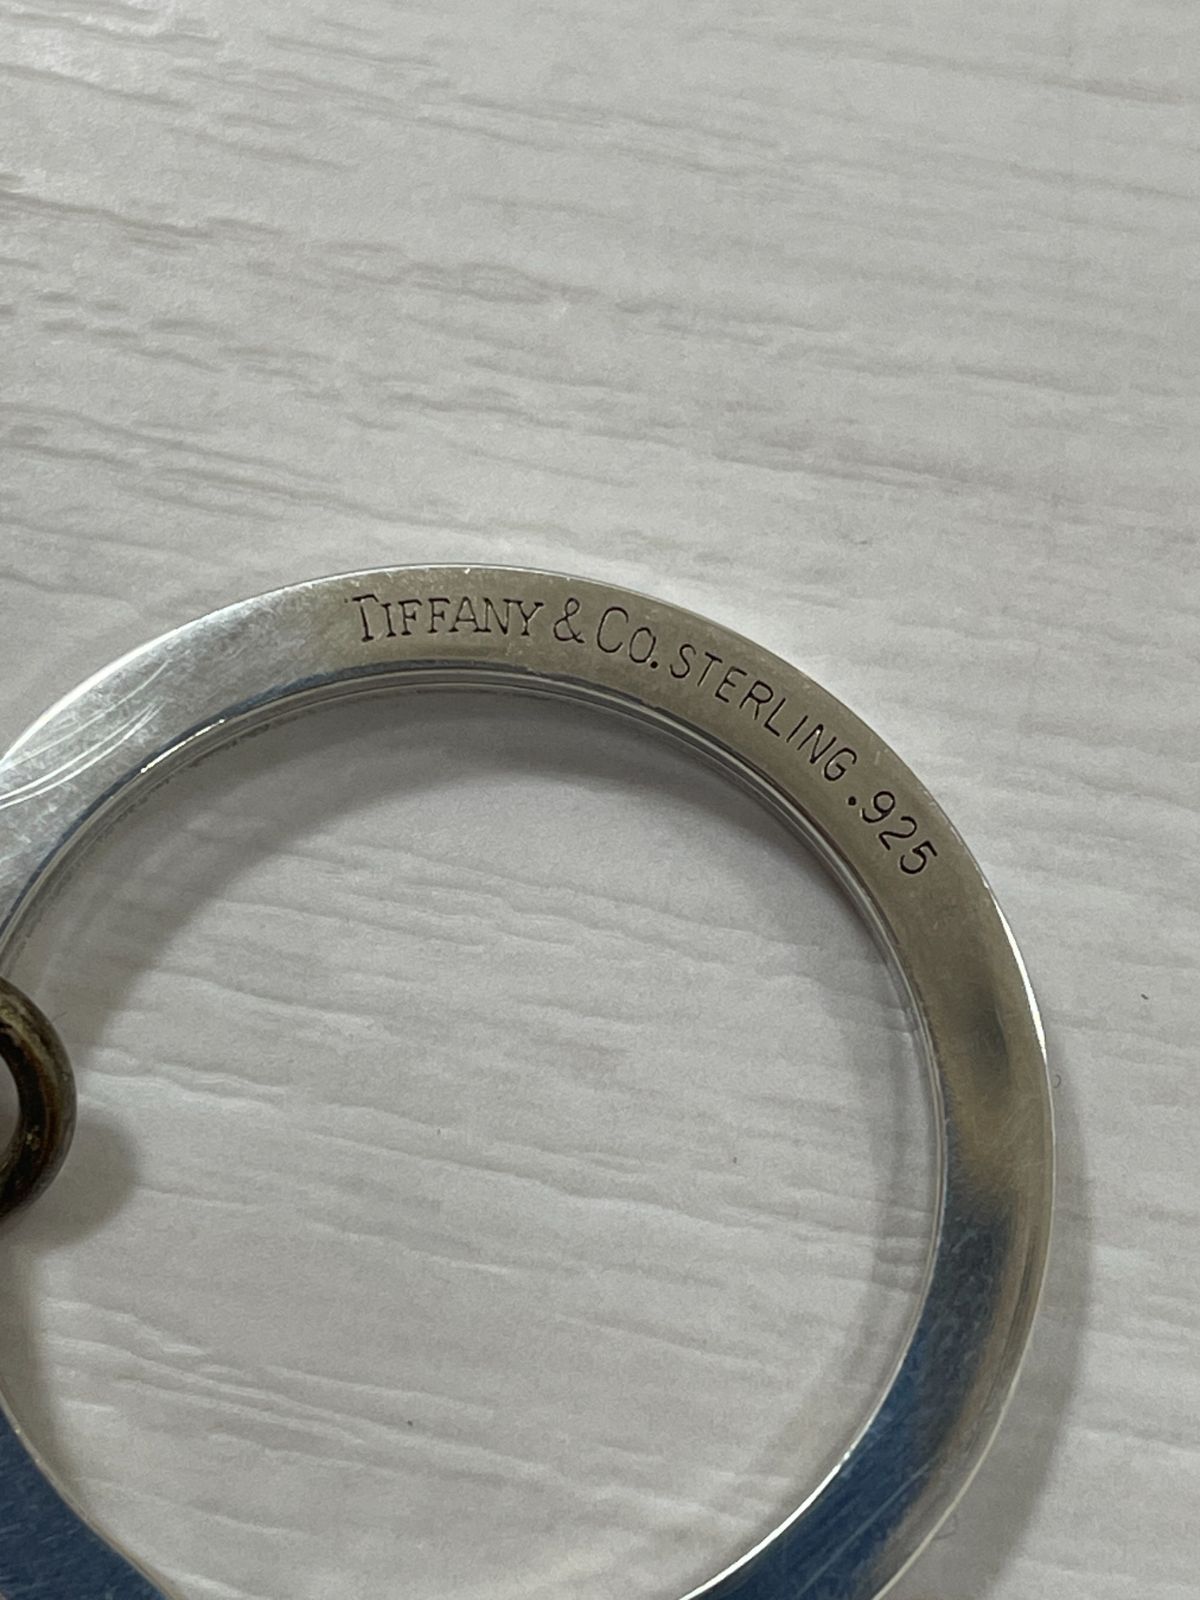 TIFFANY & CO. STERLING .925